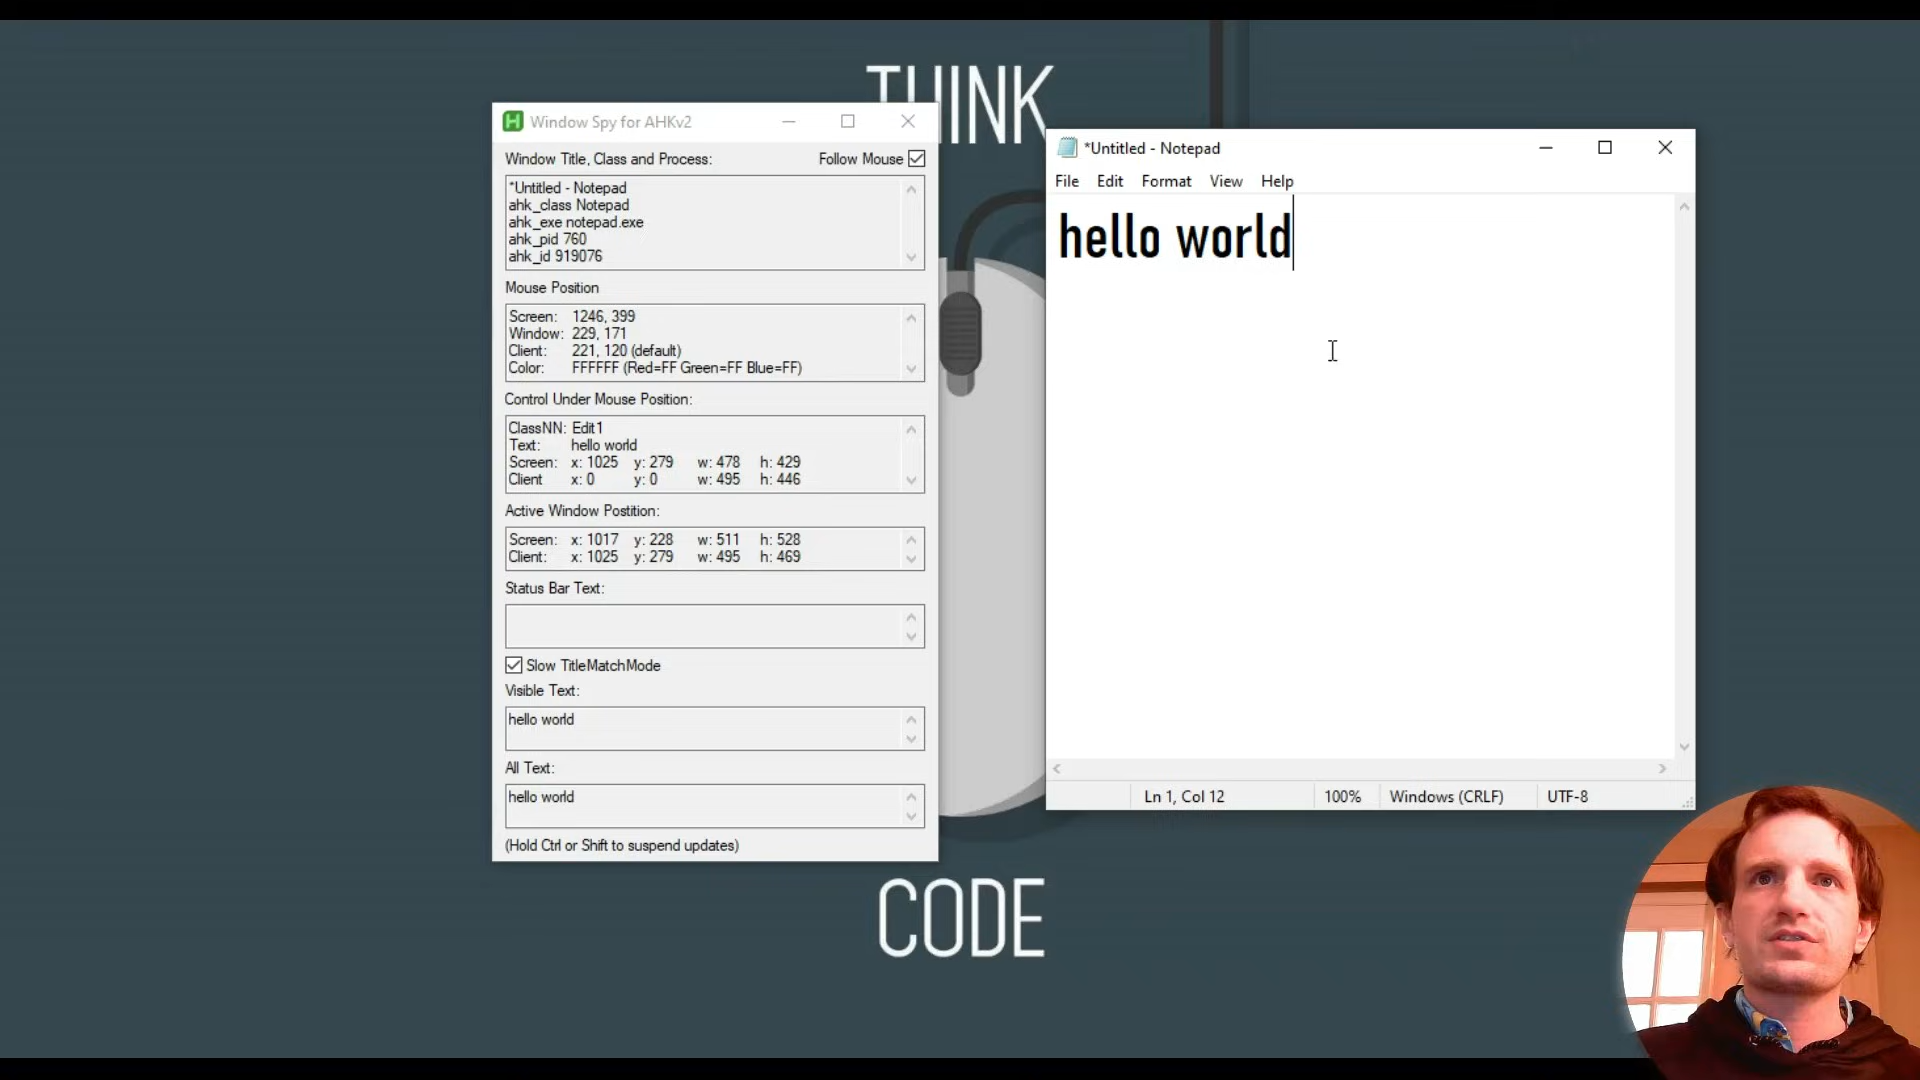 THINK
Window Spy for AHKv2
Window Title, Class and Process:
Follow Mouse
*Untitled - Notepad
ahk_class Notepad
ahk_exe notepad.exe
ahk_pid 760
ahk_id 919076
Mouse Position
Screen: 1246, 399
Window: 229, 171
Client: 221, 120 (default)
Color: FFFFFF (Red=FF Green=FF Blue=FF)
Control Under Mouse Position:
ClassNN: Edit1
Text: hello world
Screen: x: 1025 y: 279 w: 478 h: 429
Client x: 0 y: 0 w: 495 h: 446
Active Window Postition:
Screen: x: 1017 y: 228 w: 511 h: 528
Client: x: 1025 y: 279 w: 495 h: 469
Status Bar Text:
Slow TitleMatchMode
Visible Text:
hello world
All Text:
hello world
(Hold Ctrl or Shift to suspend updates)
*Untitled - Notepad
File Edit Format View Help
hello world
Ln 1, Col 12 100% Windows (CRLF) UTF-8
CODE